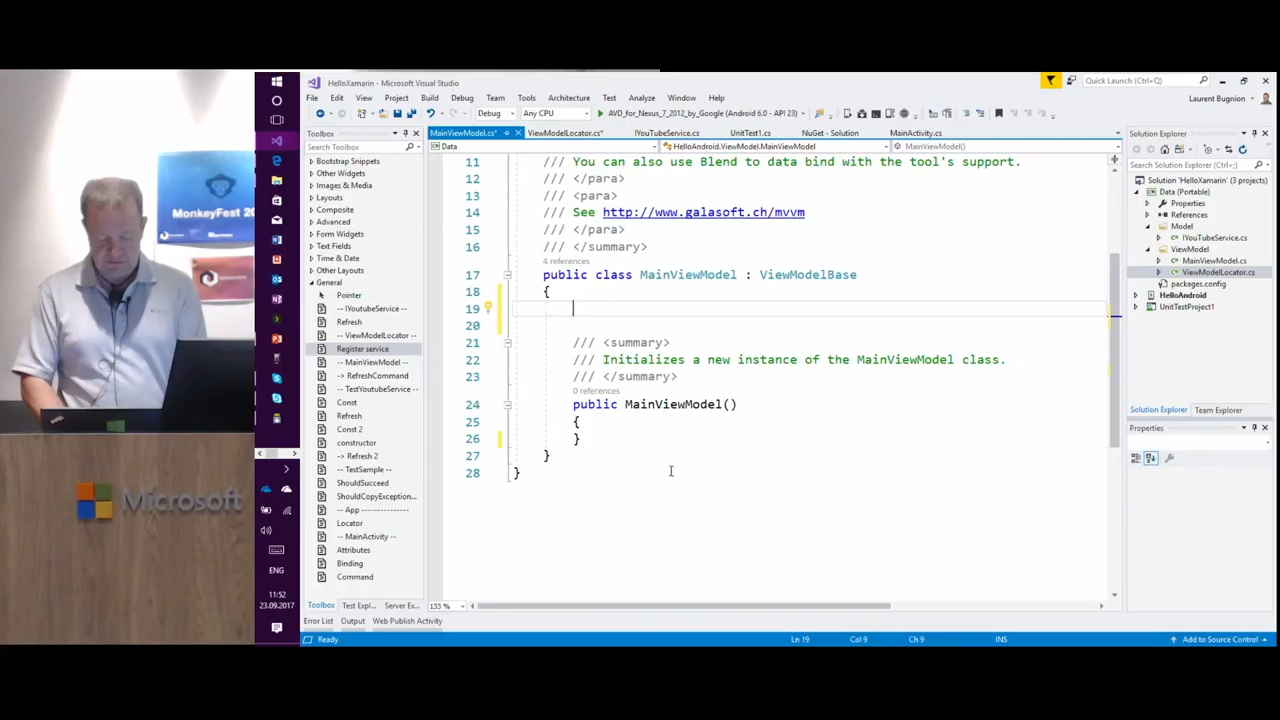 MonkeyFest 20
Microsoft
ENG
11:52
23.09.2017
HelloXamarin - Microsoft Visual Studio
Quick Launch (Ctrl+Q)
File Edit View Project Build Debug Team Tools Architecture Test Analyze Window Help
Laurent Bugnion
Debug Any CPU AVD_for_Nexus_7_2012_by_Google (Android 6.0 - API 23)
Toolbox
Search Toolbox
Bootstrap Snippets
Other Widgets
Images & Media
Widgets
Composite
Advanced
Form Widgets
Text Fields
Time & Date
Other Layouts
General
Pointer
-- IYoutubeService --
Refresh
-- ViewModelLocator --
Register service
-- MainViewModel --
-> RefreshCommand
-- TestYoutubeService --
Const
Refresh
Const 2
constructor
-> Refresh 2
-- TestSample --
ShouldSucceed
ShouldCopyException...
-- App ---------------
Locator
-- MainActivity --
Attributes
Binding
Command
Toolbox Test Expl... Server Ex...
MainViewModel.cs* ViewModelLocator.cs* IYouTubeService.cs UnitTest1.cs NuGet - Solution MainActivity.cs
Data HelloAndroid.ViewModel.MainViewModel MainViewModel()
11 /// You can also use Blend to data bind with the tool's support.
12 /// </para>
13 /// <para>
14 /// See http://www.galasoft.ch/mvvm
15 /// </para>
16 /// </summary>
4 references
17 public class MainViewModel : ViewModelBase
18 {
19
20
21 /// <summary>
22 /// Initializes a new instance of the MainViewModel class.
23 /// </summary>
0 references
24 public MainViewModel()
25 {
26 }
27 }
28 }
133 %
Solution Explorer
Search Solution Explorer (Ctrl+;)
Solution 'HelloXamarin' (3 projects)
Data (Portable)
Properties
References
Model
IYouTubeService.cs
ViewModel
MainViewModel.cs
ViewModelLocator.cs
packages.config
HelloAndroid
UnitTestProject1
Solution Explorer Team Explorer
Properties
Error List Output Web Publish Activity
Ready Ln 19 Col 9 Ch 9 INS Add to Source Control